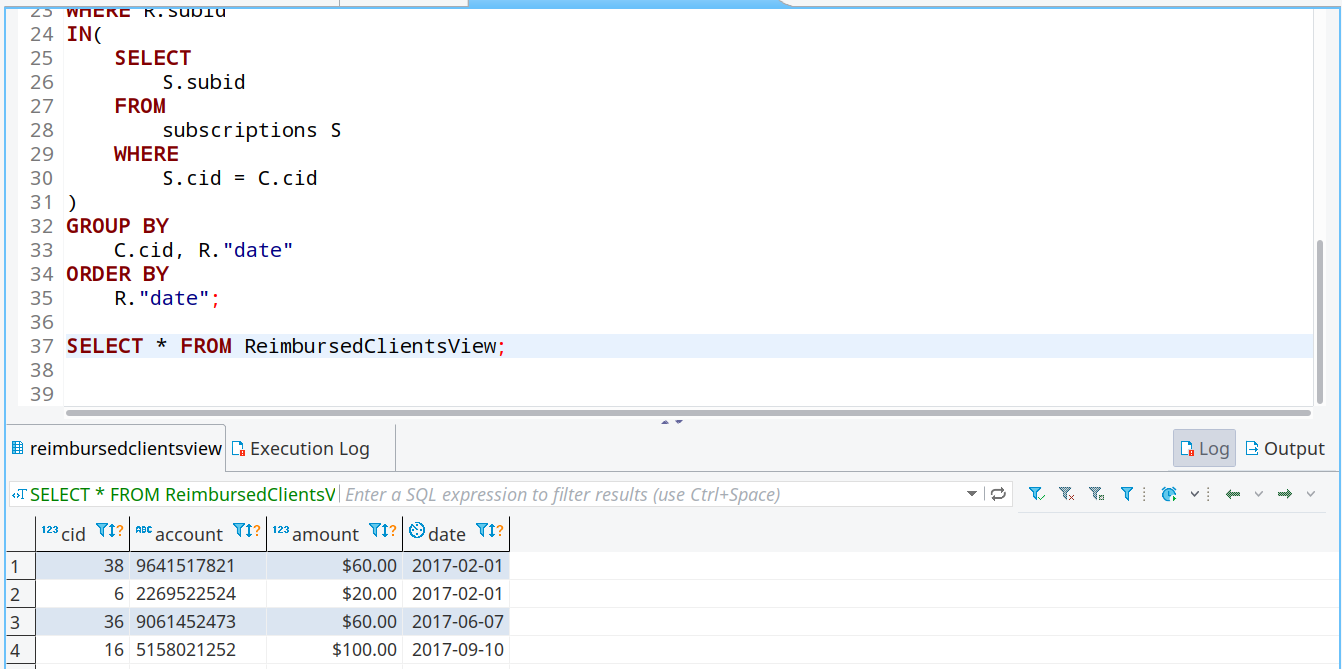 23 WHERE R.subid
24 IN(
25 SELECT
26 S.subid
27 FROM
28 subscriptions S
29 WHERE
30 S.cid = C.cid
31 )
32 GROUP BY
33 C.cid, R."date"
34 ORDER BY
35 R."date";
36
37 SELECT * FROM ReimbursedClientsView;
38
39
reimbursedclientsview Execution Log Log Output
SELECT * FROM ReimbursedClientsV Enter a SQL expression to filter results (use Ctrl+Space)
123 cid ABC account 123 amount date
1 38 9641517821 $60.00 2017-02-01
2 6 2269522524 $20.00 2017-02-01
3 36 9061452473 $60.00 2017-06-07
4 16 5158021252 $100.00 2017-09-10